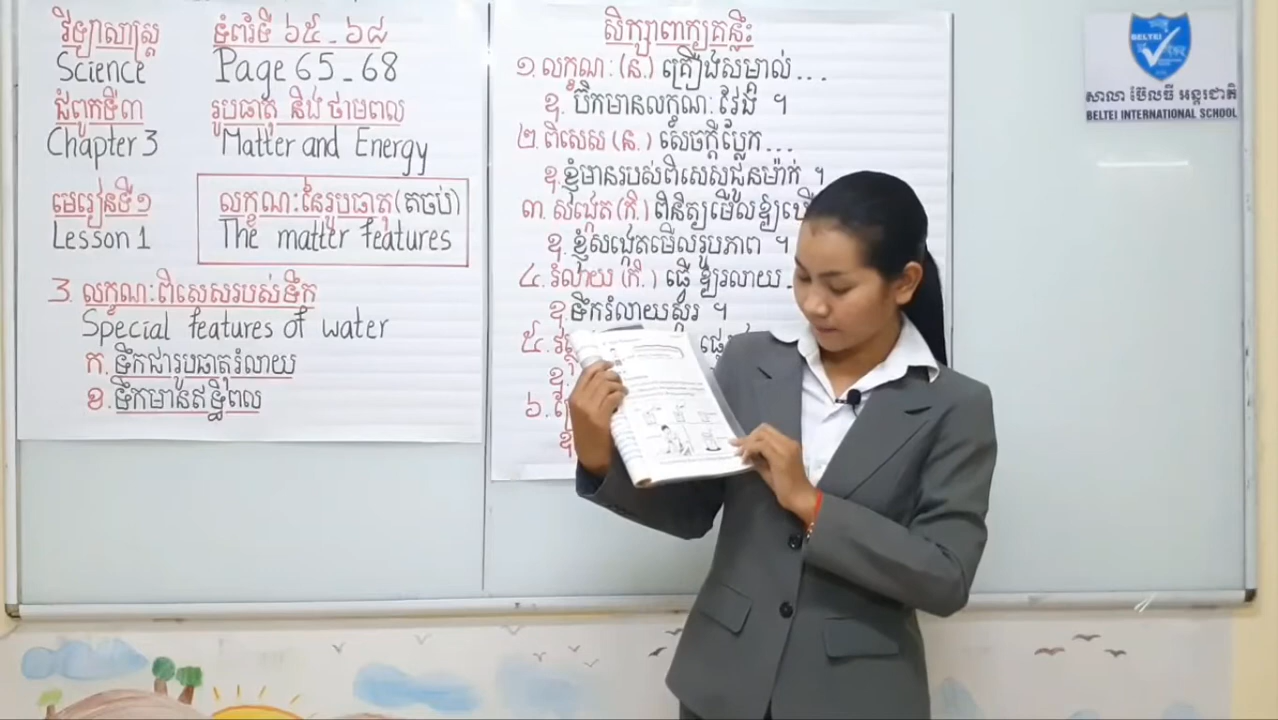 វិទ្យាសាស្ត្រ ទំព័រទី ៦៥ - ៦៨
Science Page 65 - 68
ជំពូកទី៣ រូបធាតុ និង ថាមពល
Chapter 3 Matter and Energy
មេរៀនទី១ លក្ខណៈនៃរូបធាតុ(តចប់)
Lesson 1 The matter features
3. លក្ខណៈពិសេសរបស់ទឹក
Special features of water
ក. ទឹកជារូបធាតុរំលាយ
ខ. ទឹកមានឥទ្ធិពល
សិក្សាពាក្យគន្លឹះ
១. លក្ខណៈ (ន.) គ្រឿងសម្គាល់ ...
ឧ. ប៊ិកមានលក្ខណៈវែង ។
២. ពិសេស (ន.) សេចក្តីប្លែក ...
ឧ. ខ្ញុំមានរបស់ពិសេសជូនម៉ាក់ ។
៣. សង្កេត (កិ.) ពិនិត្យមើលឱ្យ
ឧ. ខ្ញុំសង្កេតមើលរូបភាព ។
៤. រំលាយ (កិ.) ធ្វើឱ្យរលាយ
ឧ. ទឹករំលាយស្ករ ។
៥.
ឧ.
៦.
BELTEI
សាលា ប៊ែលធី អន្តរជាតិ
BELTEI INTERNATIONAL SCHOOL